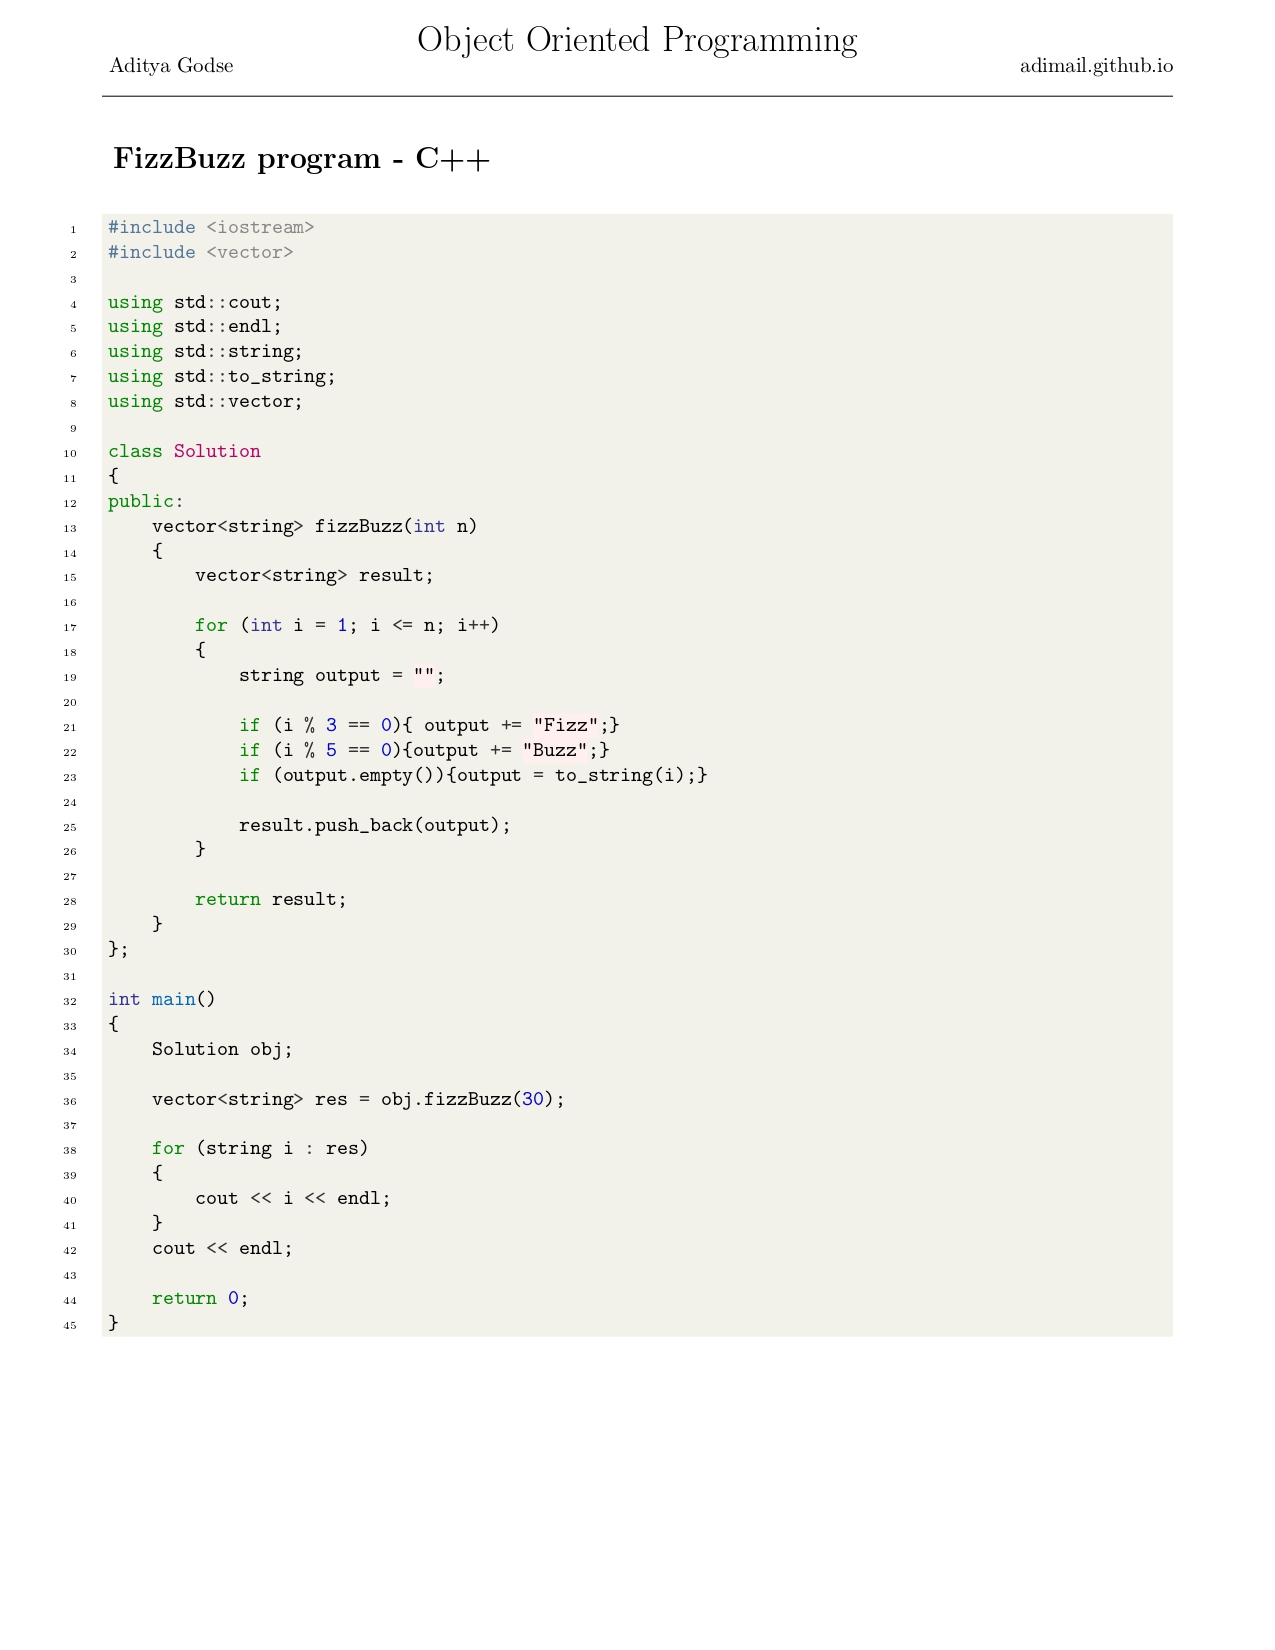 Object Oriented Programming
Aditya Godse adimail.github.io
FizzBuzz program - C++
1 #include <iostream>
2 #include <vector>
3
4 using std::cout;
5 using std::endl;
6 using std::string;
7 using std::to_string;
8 using std::vector;
9
10 class Solution
11 {
12 public:
13     vector<string> fizzBuzz(int n)
14     {
15         vector<string> result;
16
17         for (int i = 1; i <= n; i++)
18         {
19             string output = "";
20
21             if (i % 3 == 0){ output += "Fizz";}
22             if (i % 5 == 0){output += "Buzz";}
23             if (output.empty()){output = to_string(i);}
24
25             result.push_back(output);
26         }
27
28         return result;
29     }
30 };
31
32 int main()
33 {
34     Solution obj;
35
36     vector<string> res = obj.fizzBuzz(30);
37
38     for (string i : res)
39     {
40         cout << i << endl;
41     }
42     cout << endl;
43
44     return 0;
45 }